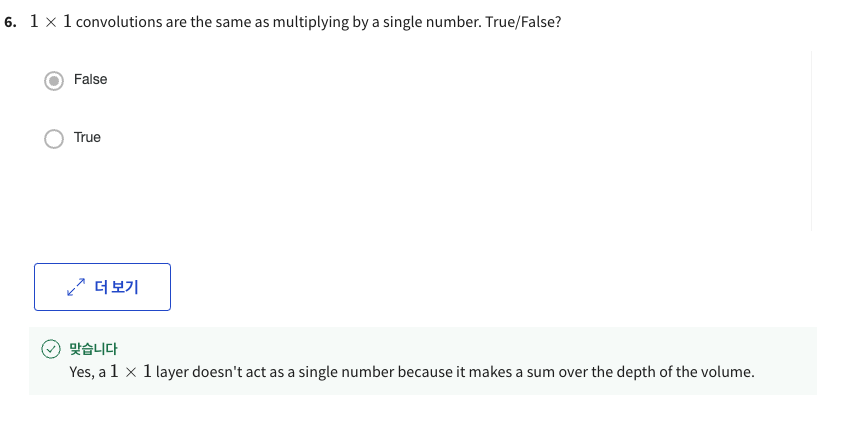 6. 1 × 1 convolutions are the same as multiplying by a single number. True/False?
False
True
더 보기
맞습니다
Yes, a 1 × 1 layer doesn't act as a single number because it makes a sum over the depth of the volume.